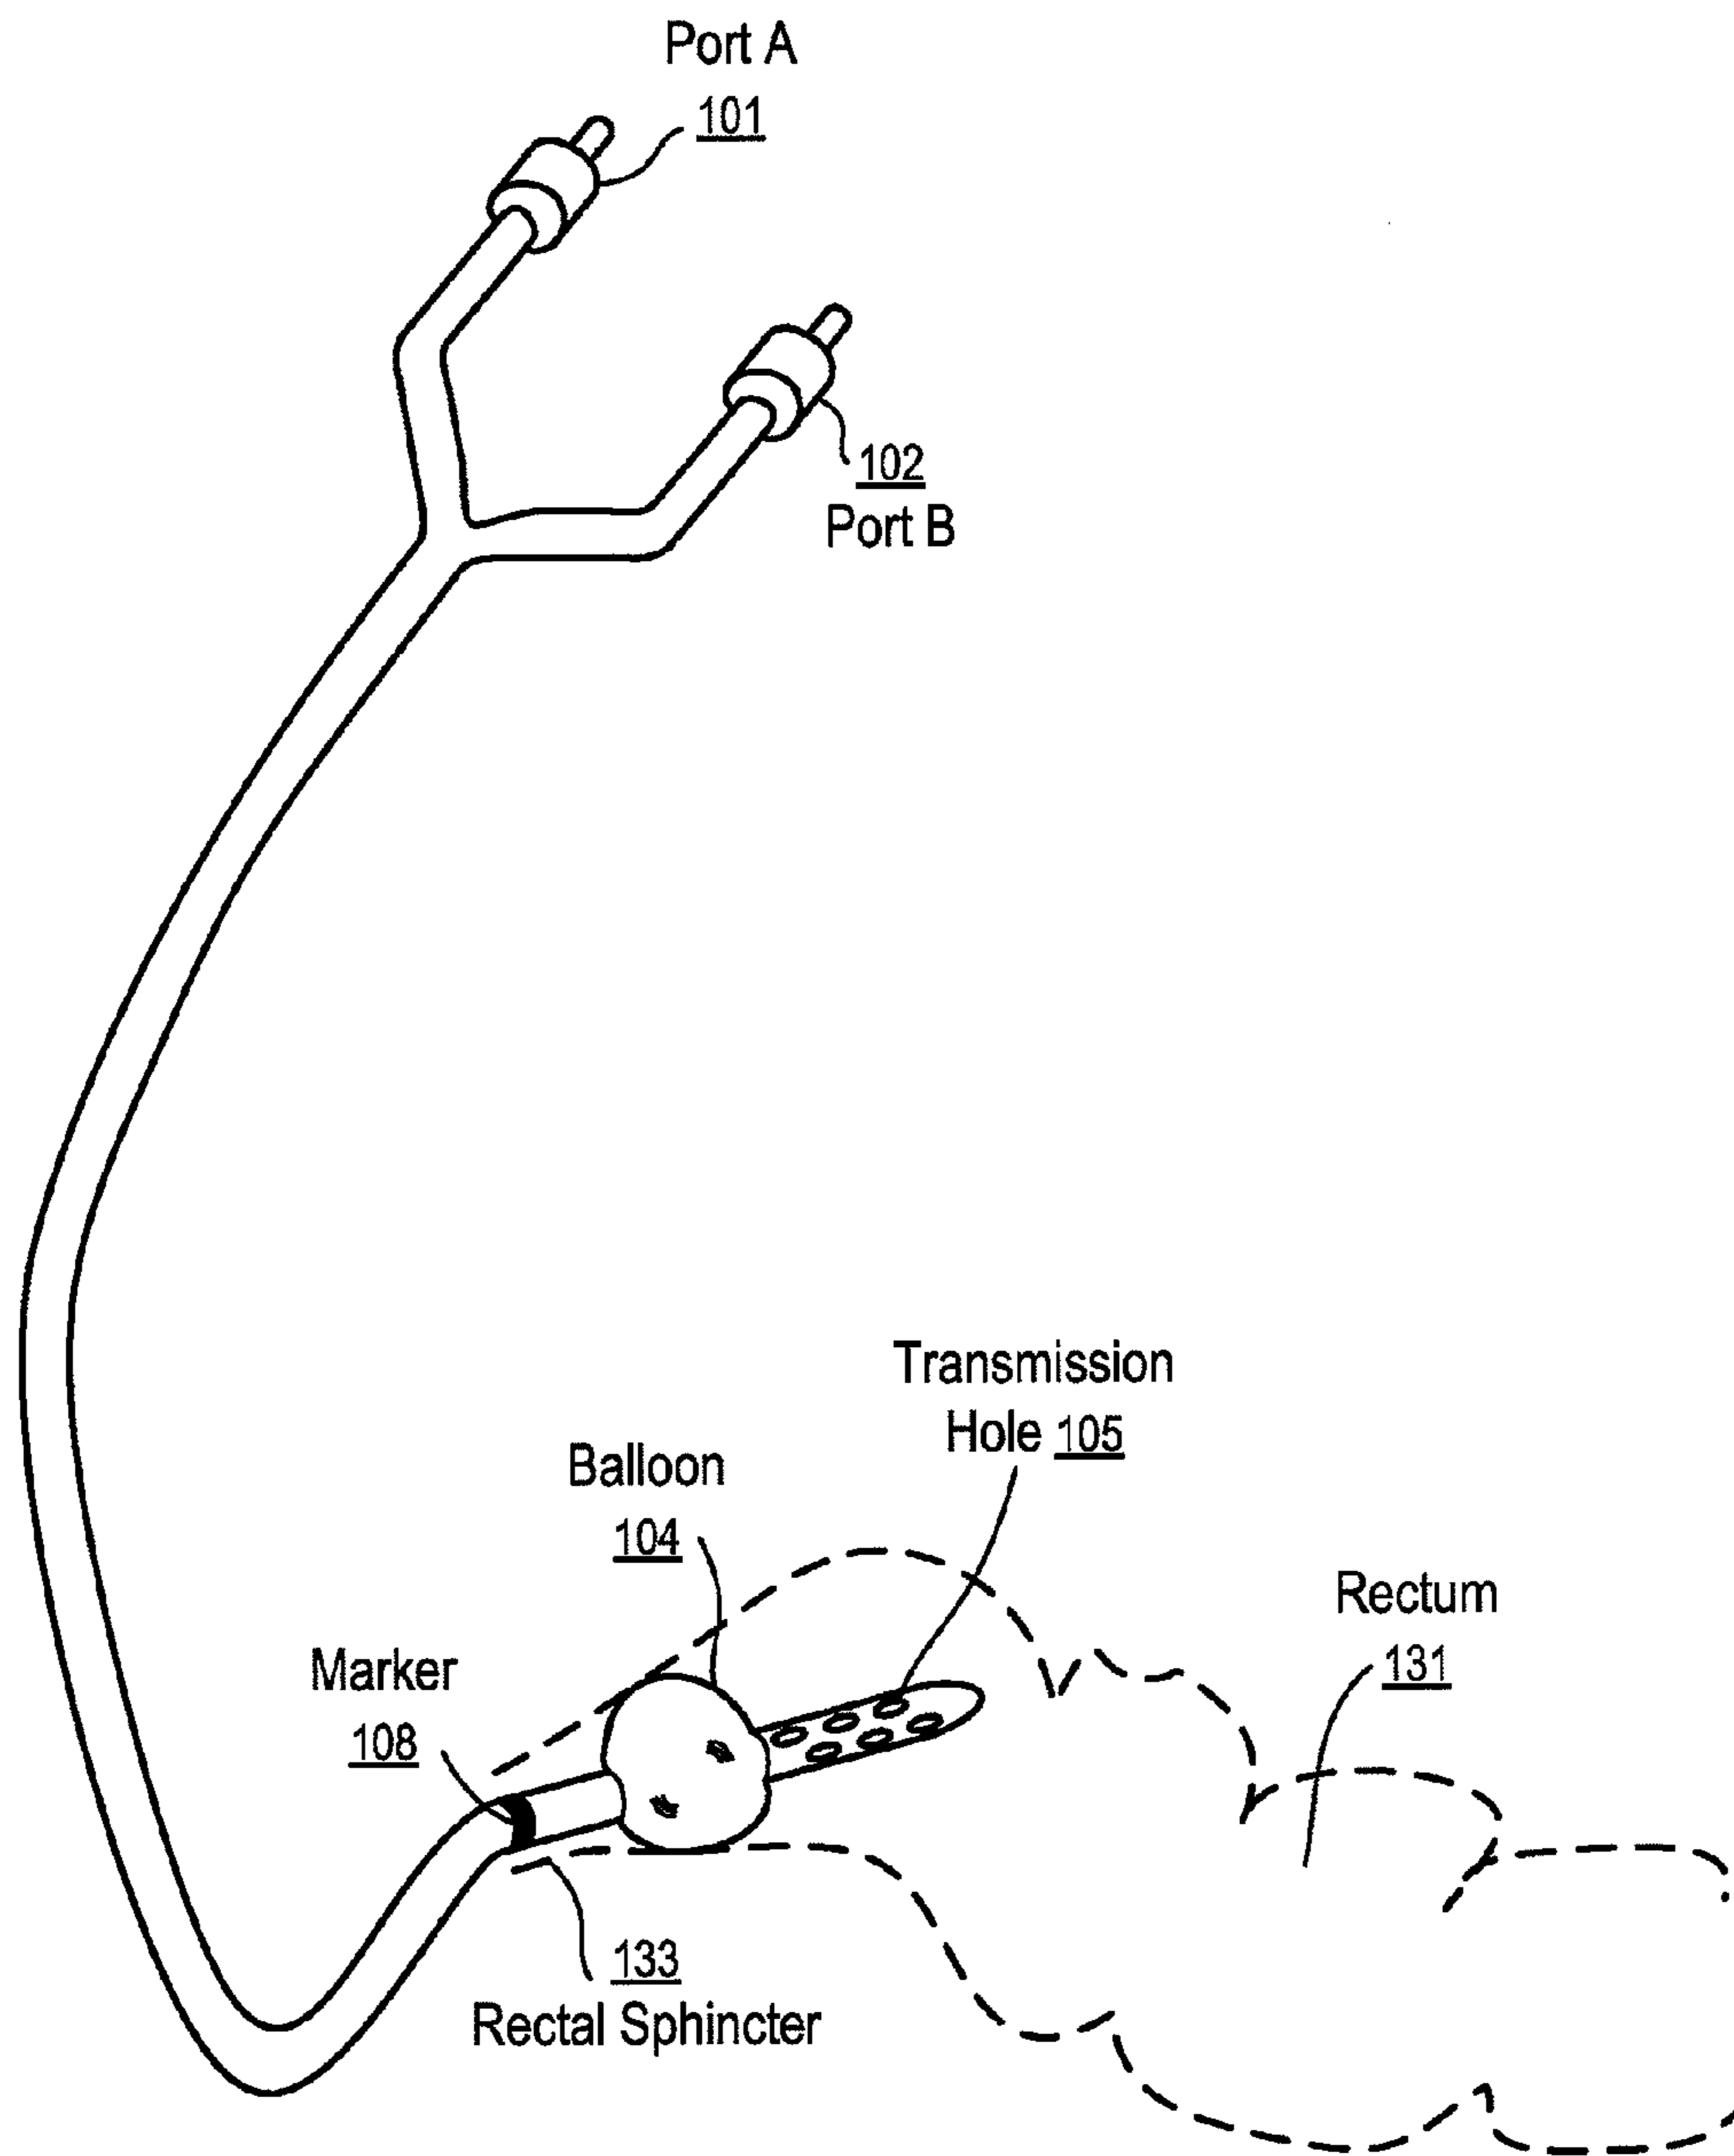 Port A
101
102
Port B
Transmission
Hole 105
Balloon
104
Rectum
131
Marker
108
133
Rectal Sphincter